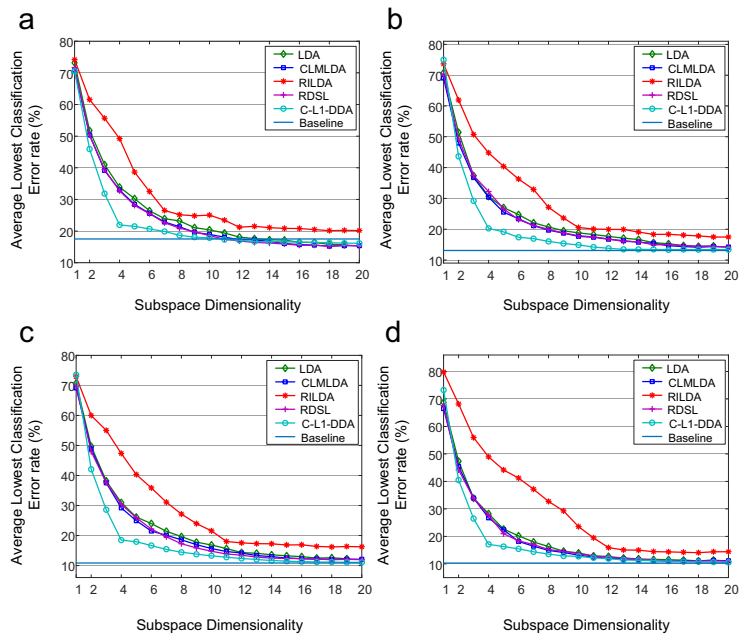 a
80
70
60
50
40
30
20
10
Average Lowest Classification
Error rate (%)
LDA
CLMLDA
RILDA
RDSL
C-L1-DDA
Baseline
1 2 4 6 8 10 12 14 16 18 20
Subspace Dimensionality
b
80
70
60
50
40
30
20
10
Average Lowest Classification
Error rate (%)
LDA
CLMLDA
RILDA
RDSL
C-L1-DDA
Baseline
1 2 4 6 8 10 12 14 16 18 20
Subspace Dimensionality
c
80
70
60
50
40
30
20
10
Average Lowest Classification
Error rate (%)
LDA
CLMLDA
RILDA
RDSL
C-L1-DDA
Baseline
1 2 4 6 8 10 12 14 16 18 20
Subspace Dimensionality
d
80
70
60
50
40
30
20
10
Average Lowest Classification
Error rate (%)
LDA
CLMLDA
RILDA
RDSL
C-L1-DDA
Baseline
1 2 4 6 8 10 12 14 16 18 20
Subspace Dimensionality